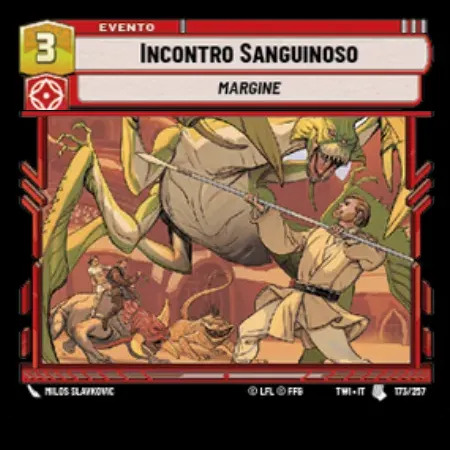 EVENTO
3
INCONTRO SANGUINOSO
MARGINE
MILOS SLAVKOVIC
© LFL © FFG
TWI • IT
173/257